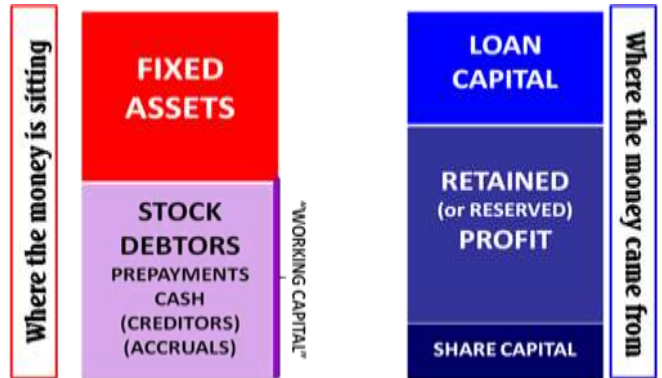 Where the money is sitting
FIXED
ASSETS
STOCK
DEBTORS
PREPAYMENTS
CASH
(CREDITORS)
(ACCRUALS)
"WORKING CAPITAL"
LOAN
CAPITAL
RETAINED
(or RESERVED)
PROFIT
SHARE CAPITAL
Where the money came from